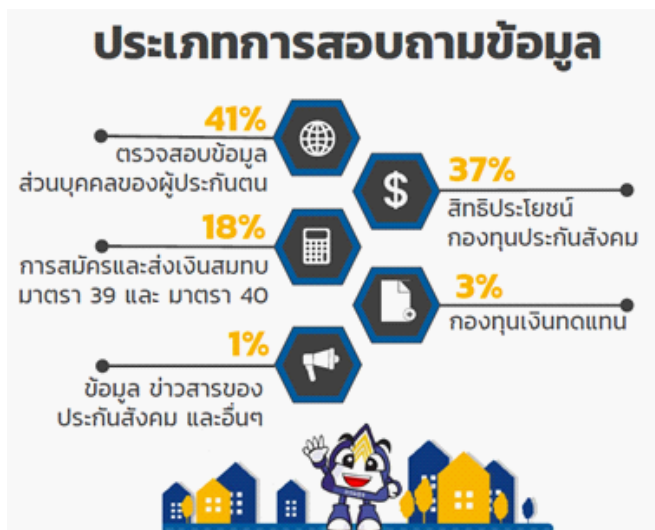 ประเภทการสอบถามข้อมูล
41%
ตรวจสอบข้อมูล
ส่วนบุคคลของผู้ประกันตน
37%
สิทธิประโยชน์
กองทุนประกันสังคม
18%
การสมัครและส่งเงินสมทบ
มาตรา 39 และ มาตรา 40
3%
กองทุนเงินทดแทน
1%
ข้อมูล ข่าวสารของ
ประกันสังคม และอื่นๆ